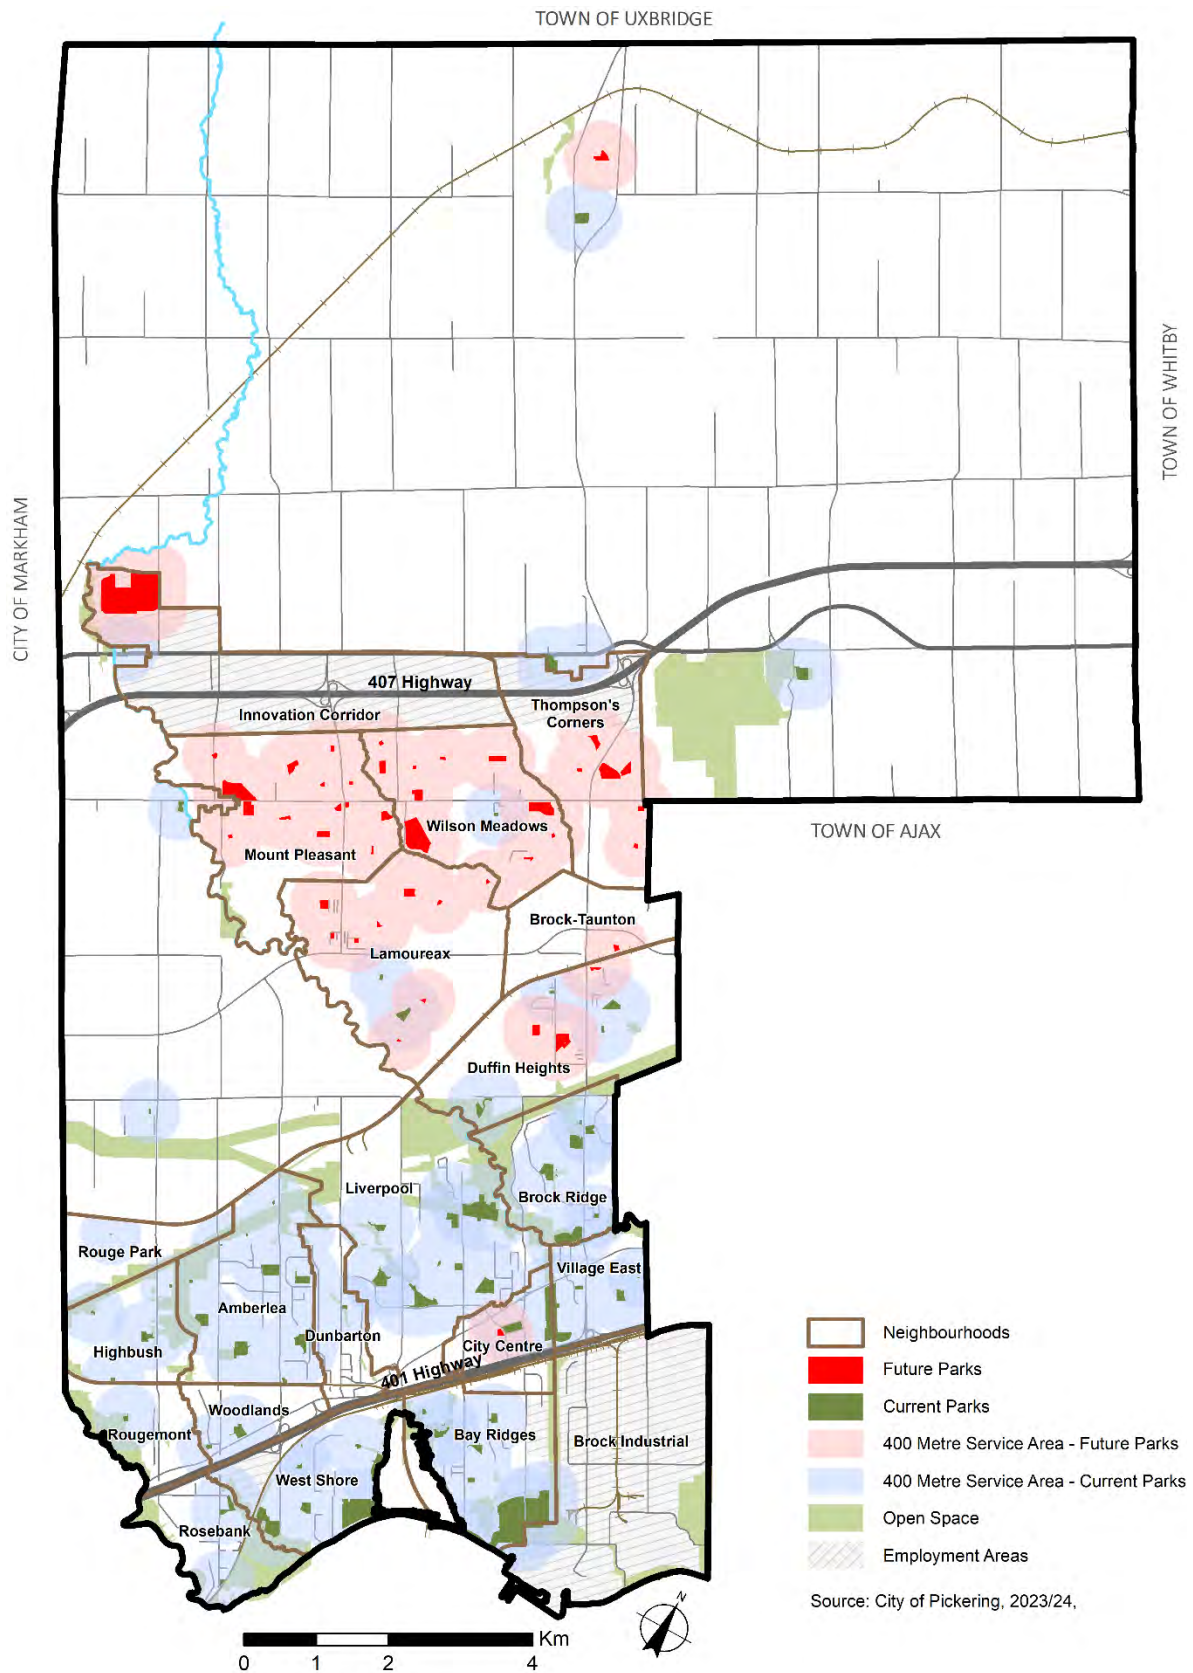 TOWN OF UXBRIDGE
TOWN OF WHITBY
CITY OF MARKHAM
407 Highway
Innovation Corridor
Thompson's
Corners
Wilson Meadows
TOWN OF AJAX
Mount Pleasant
Brock-Taunton
Lamoureax
Duffin Heights
Liverpool
Brock Ridge
Rouge Park
Village East
Amberlea
Dunbarton
City Centre
Highbush
401 Highway
Woodlands
Rougemont
Bay Ridges
Brock Industrial
West Shore
Rosebank
Neighbourhoods
Future Parks
Current Parks
400 Metre Service Area - Future Parks
400 Metre Service Area - Current Parks
Open Space
Employment Areas
Source: City of Pickering, 2023/24,
N
Km
0 1 2 4